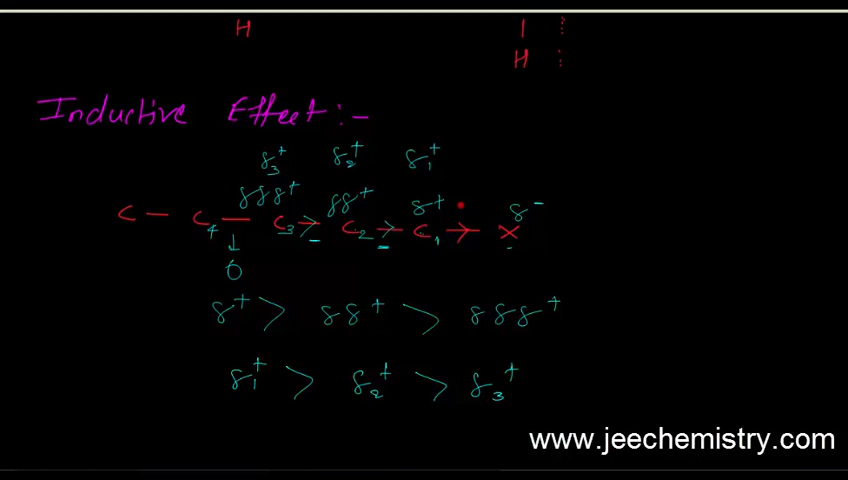 H
I
H
Inductive Effect :-
δ₃⁺ δ₂⁺ δ₁⁺
δδδ⁺ δδ⁺ δ+ δ⁻
C — C₄ — C₃ → C₂ → C₁ → X
↓
0
δ⁺ > δδ⁺ > δδδ⁺
δ₁⁺ > δ₂⁺ > δ₃⁺
www.jeechemistry.com